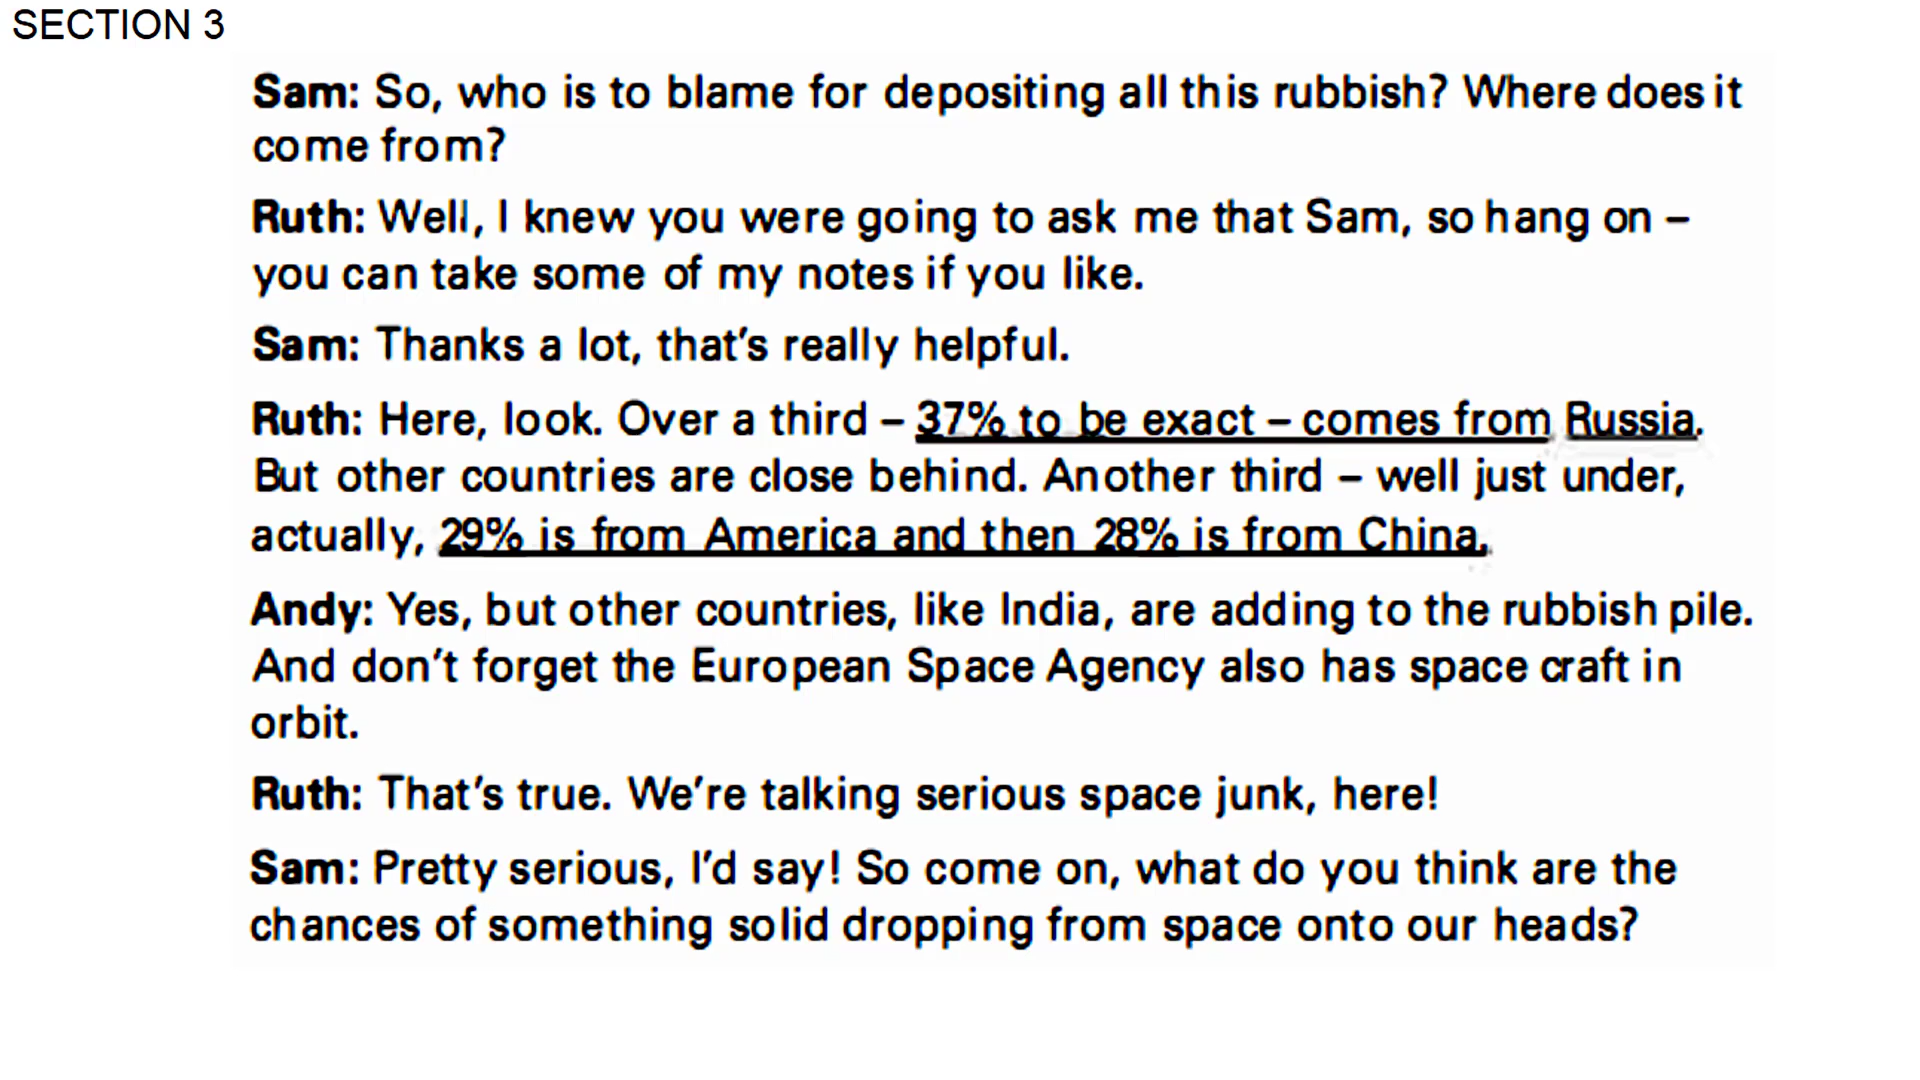 SECTION 3
Sam: So, who is to blame for depositing all this rubbish? Where does it
come from?
Ruth: Well, I knew you were going to ask me that Sam, so hang on –
you can take some of my notes if you like.
Sam: Thanks a lot, that's really helpful.
Ruth: Here, look. Over a third – 37% to be exact – comes from Russia.
But other countries are close behind. Another third – well just under,
actually, 29% is from America and then 28% is from China.
Andy: Yes, but other countries, like India, are adding to the rubbish pile.
And don't forget the European Space Agency also has space craft in
orbit.
Ruth: That's true. We're talking serious space junk, here!
Sam: Pretty serious, I'd say! So come on, what do you think are the
chances of something solid dropping from space onto our heads?